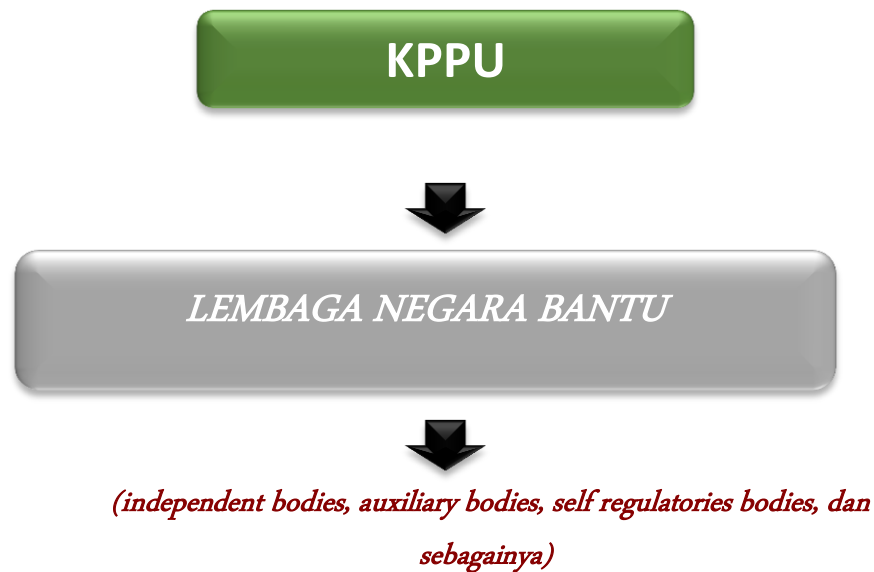 KPPU
LEMBAGA NEGARA BANTU
(independent bodies, auxiliary bodies, self regulatories bodies, dan
sebagainya)